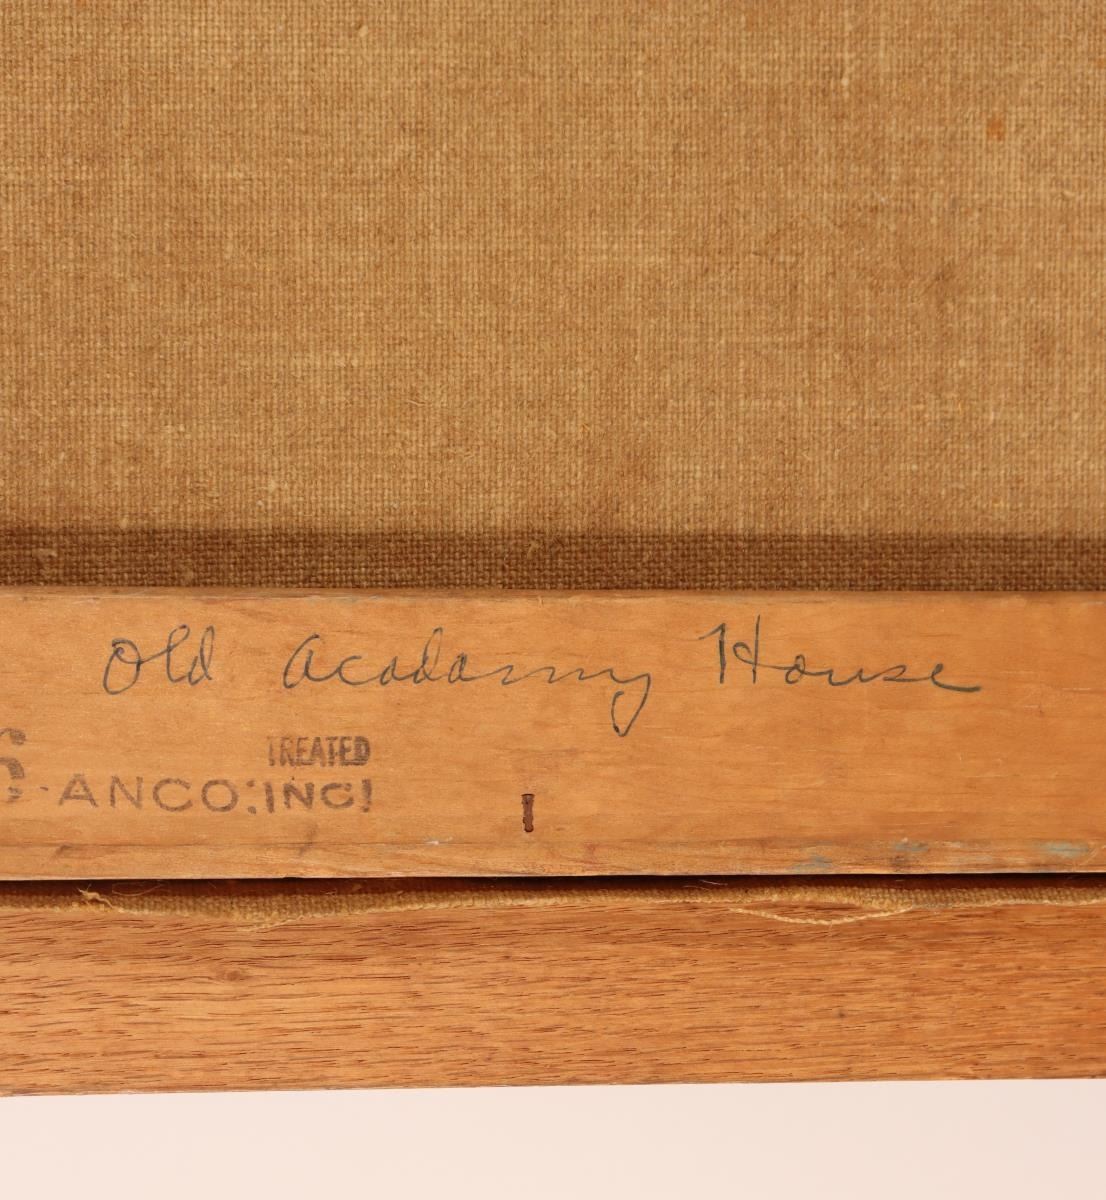 Old Acadamy House
TREATED
ANCO. INC.